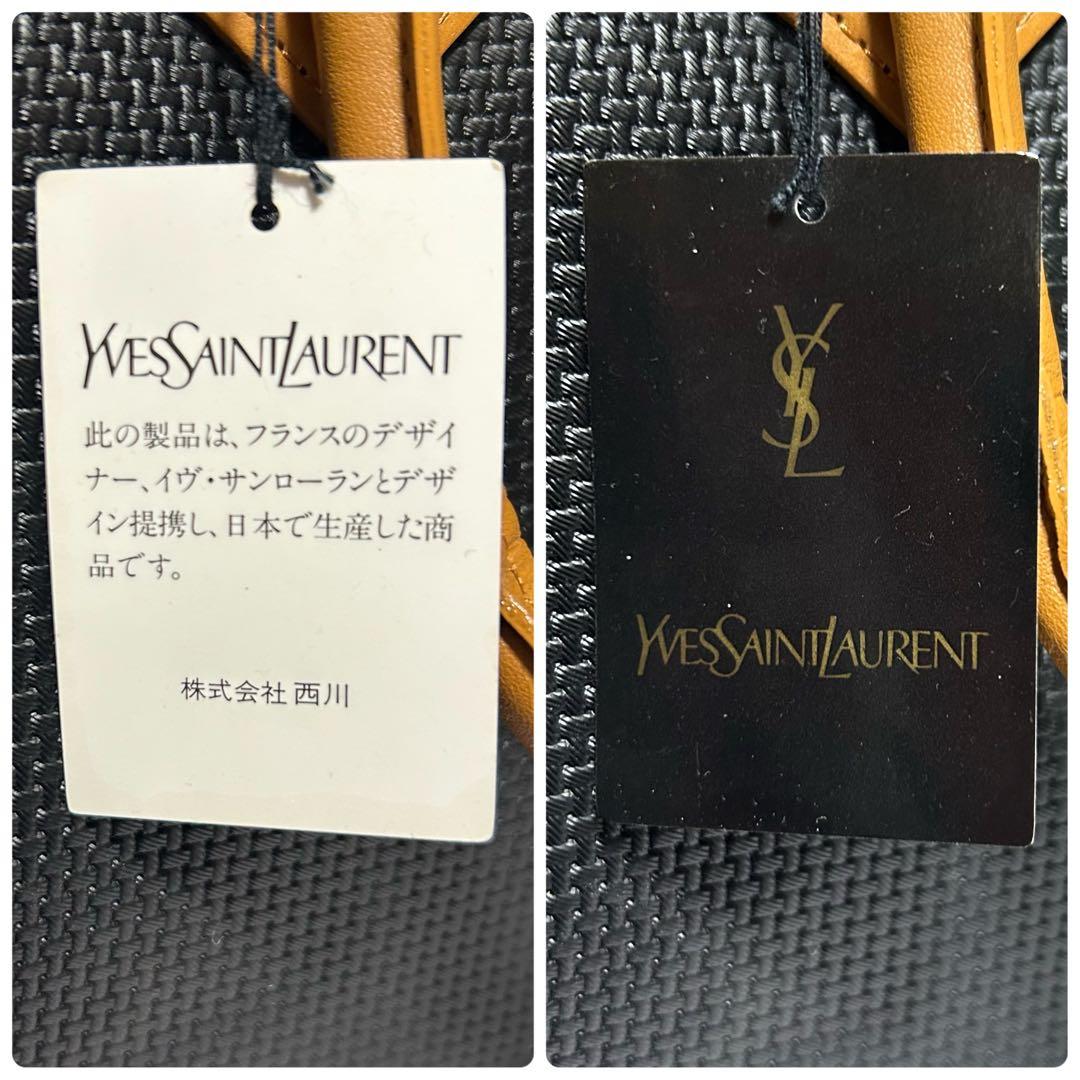 YVESSAINTLAURENT
此の製品は、フランスのデザイ
ナー、イヴ・サンローランとデザ
イン提携し、日本で生産した商
品です。
株式会社 西川
YSL
YVESSAINTLAURENT